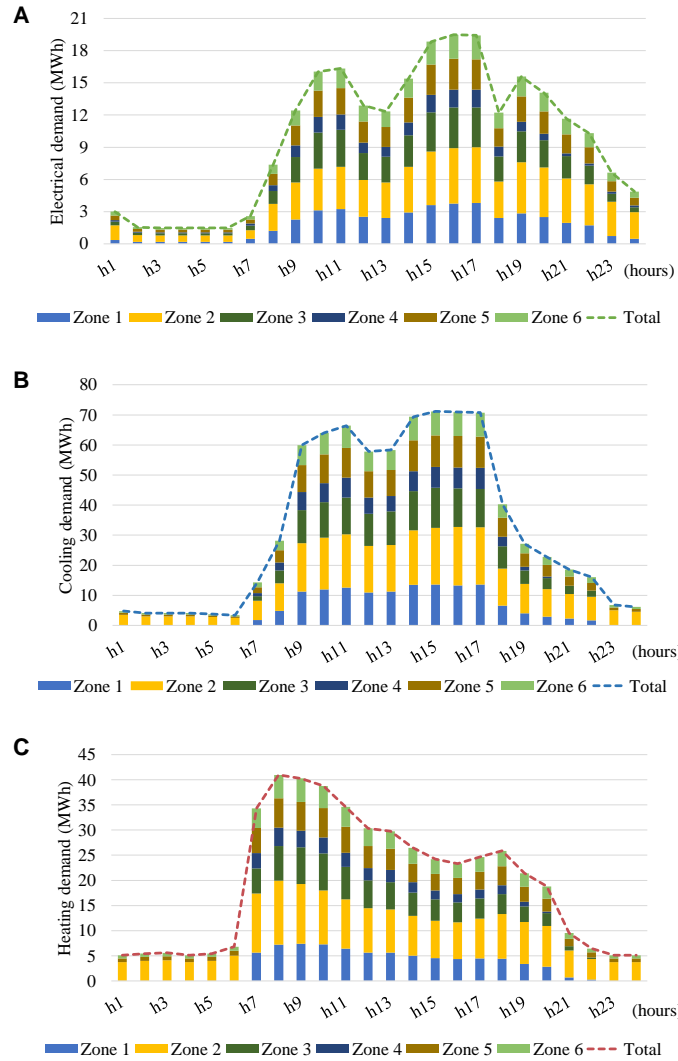 A
Electrical demand (MWh)
21
18
15
12
9
6
3
0
h1 h3 h5 h7 h9 h11 h13 h15 h17 h19 h21 h23 (hours)
Zone 1 Zone 2 Zone 3 Zone 4 Zone 5 Zone 6 Total
B
Cooling demand (MWh)
80
70
60
50
40
30
20
10
0
h1 h3 h5 h7 h9 h11 h13 h15 h17 h19 h21 h23 (hours)
Zone 1 Zone 2 Zone 3 Zone 4 Zone 5 Zone 6 Total
C
Heating demand (MWh)
45
40
35
30
25
20
15
10
5
0
h1 h3 h5 h7 h9 h11 h13 h15 h17 h19 h21 h23 (hours)
Zone 1 Zone 2 Zone 3 Zone 4 Zone 5 Zone 6 Total